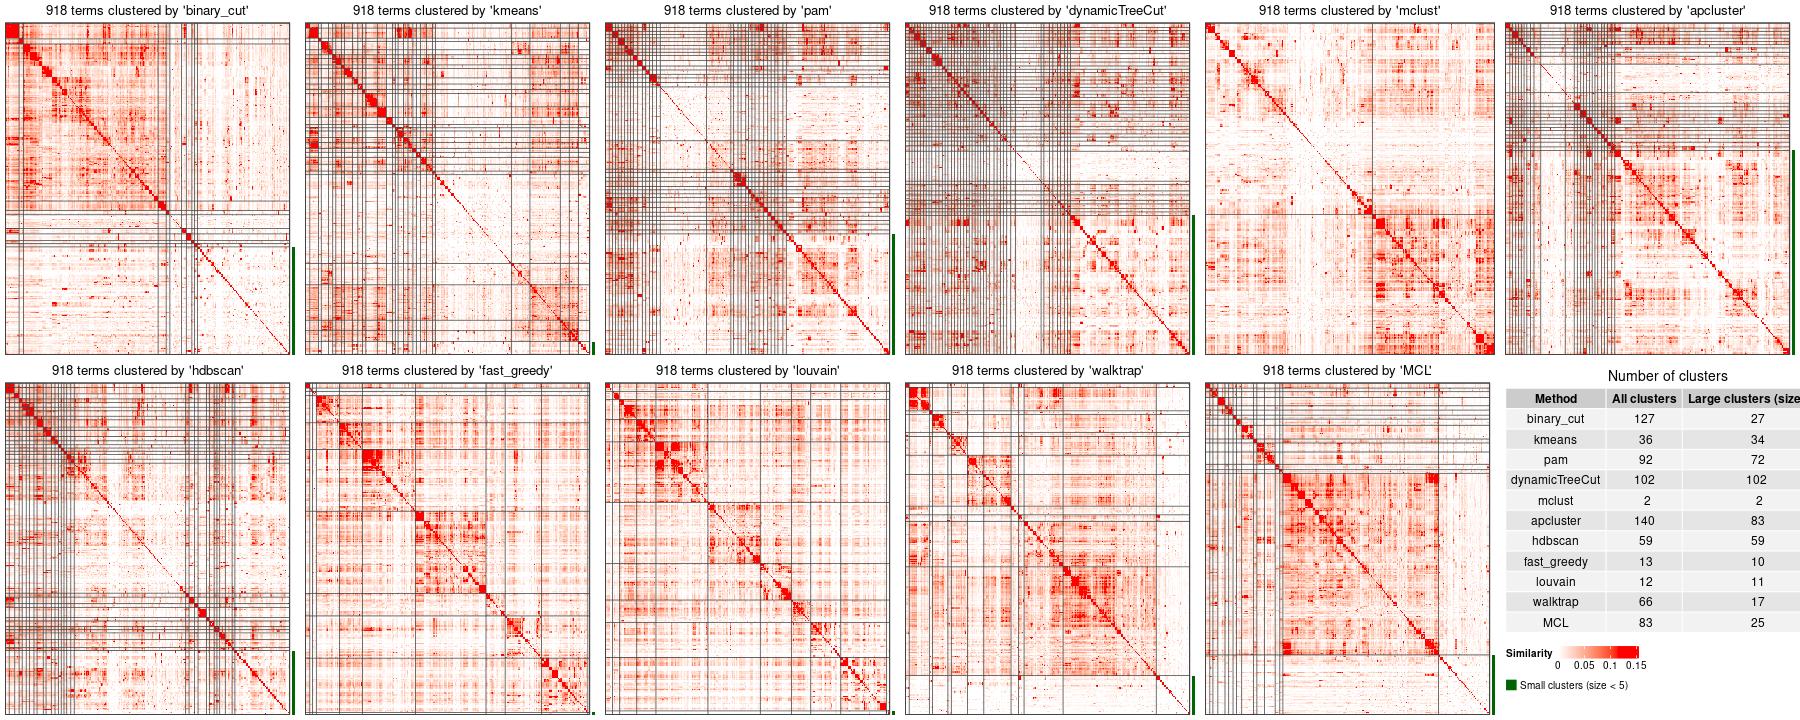 918 terms clustered by 'binary_cut'
918 terms clustered by 'kmeans'
918 terms clustered by 'pam'
918 terms clustered by 'dynamicTreeCut'
918 terms clustered by 'mclust'
918 terms clustered by 'apcluster'
918 terms clustered by 'hdbscan'
918 terms clustered by 'fast_greedy'
918 terms clustered by 'louvain'
918 terms clustered by 'walktrap'
918 terms clustered by 'MCL'
Number of clusters
Method All clusters Large clusters (size
binary_cut 127 27
kmeans 36 34
pam 92 72
dynamicTreeCut 102 102
mclust 2 2
apcluster 140 83
hdbscan 59 59
fast_greedy 13 10
louvain 12 11
walktrap 66 17
MCL 83 25
Similarity
0 0.05 0.1 0.15
Small clusters (size < 5)